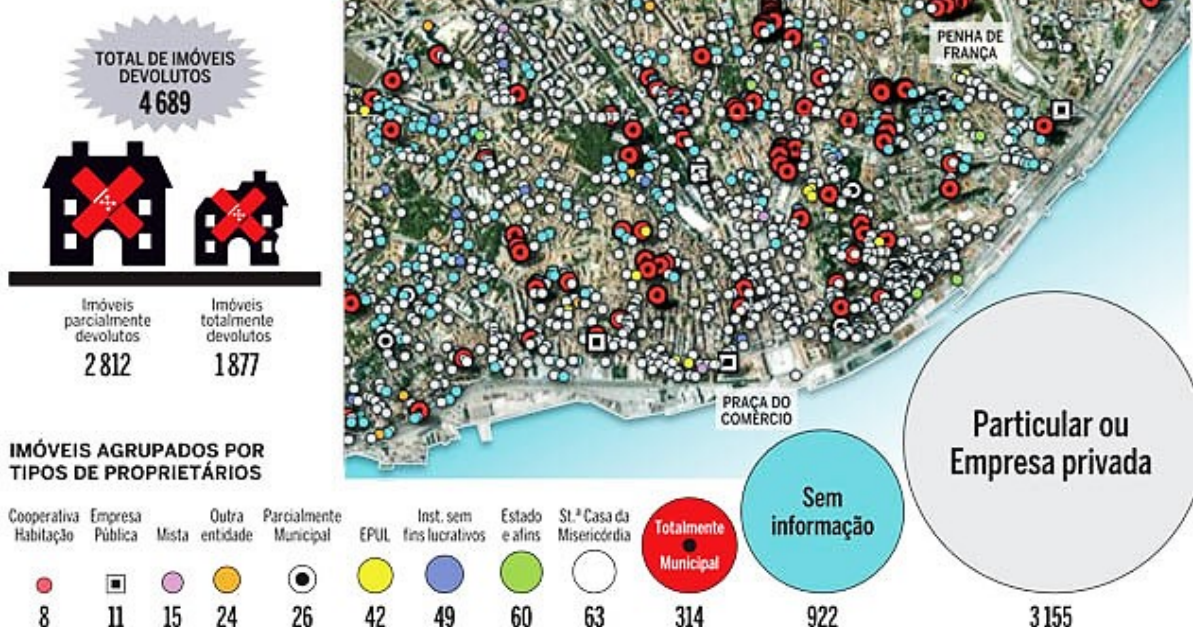 TOTAL DE IMÓVEIS
DEVOLUTOS
4 689
Imóveis
parcialmente
devolutos
2 812
Imóveis
totalmente
devolutos
1 877
PENHA DE
FRANÇA
PRAÇA DO
COMÉRCIO
IMÓVEIS AGRUPADOS POR
TIPOS DE PROPRIETÁRIOS
Cooperativa
Habitação
8
Empresa
Pública
11
Mista
15
Outra
entidade
24
Parcialmente
Municipal
26
EPUL
42
Inst. sem
fins lucrativos
49
Estado
e afins
60
St.ª Casa da
Misericórdia
63
Totalmente
Municipal
314
Sem
informação
922
Particular ou
Empresa privada
3 155